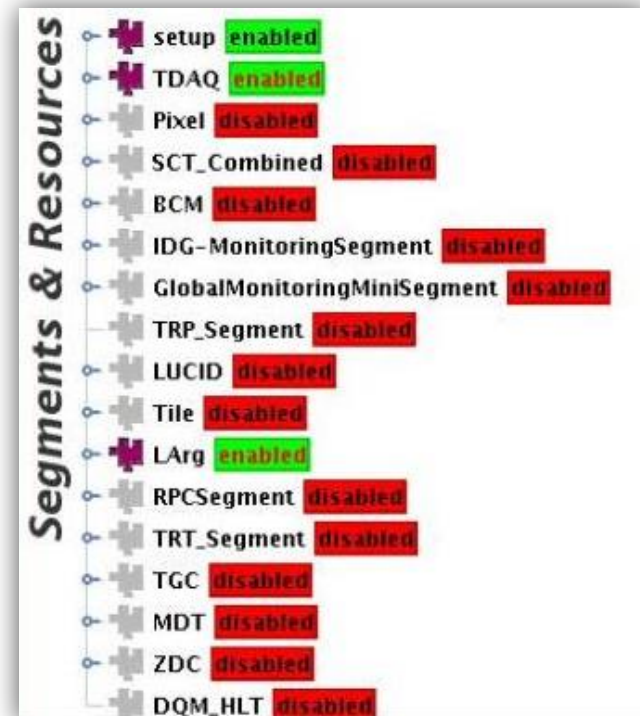 Segments & Resources
setup enabled
TDAQ enabled
Pixel disabled
SCT_Combined disabled
BCM disabled
IDG-MonitoringSegment disabled
GlobalMonitoringMiniSegment disabled
TRP_Segment disabled
LUCID disabled
Tile disabled
LArg enabled
RPCSegment disabled
TRT_Segment disabled
TGC disabled
MDT disabled
ZDC disabled
DQM_HLT disabled